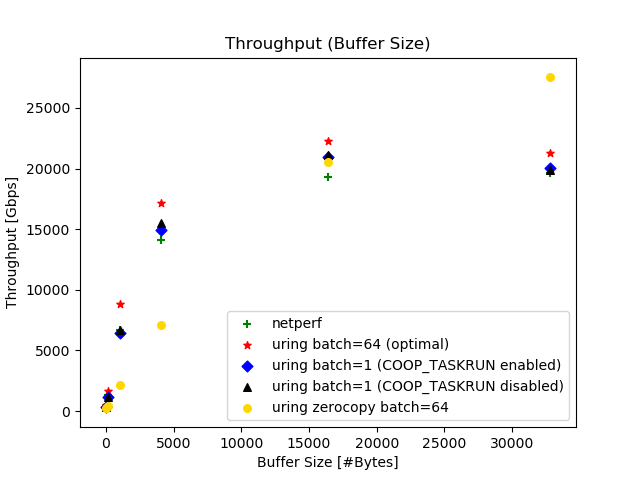 Throughput (Buffer Size)
Throughput [Gbps]
25000
20000
15000
10000
5000
0
netperf
uring batch=64 (optimal)
uring batch=1 (COOP_TASKRUN enabled)
uring batch=1 (COOP_TASKRUN disabled)
uring zerocopy batch=64
0 5000 10000 15000 20000 25000 30000
Buffer Size [#Bytes]